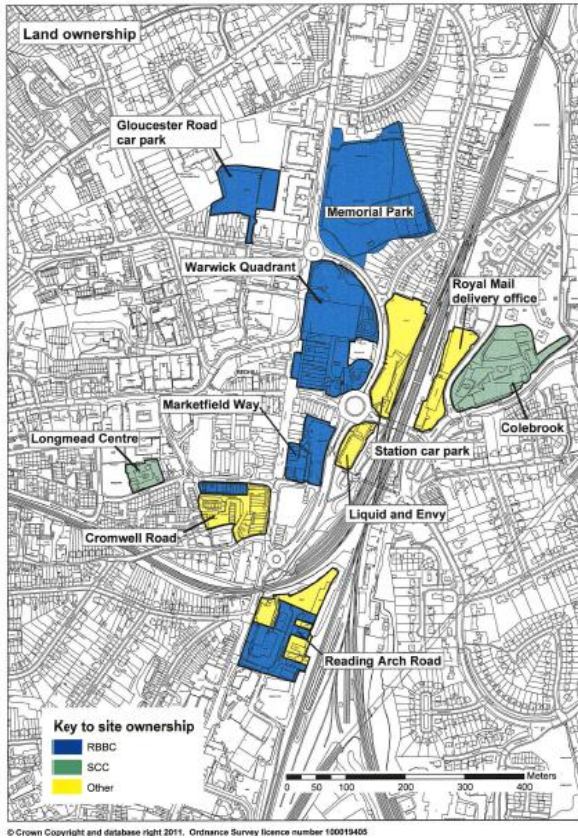 Land ownership
Gloucester Road
car park
Memorial Park
Warwick Quadrant
Royal Mail
delivery office
REDHILL
Marketfield Way
Longmead Centre
Colebrook
Station car park
Liquid and Envy
Cromwell Road
Reading Arch Road
Key to site ownership
RBBC
SCC
Other
Meters
0 50 100 200 300 400
© Crown Copyright and database right 2011. Ordnance Survey licence number 100019405